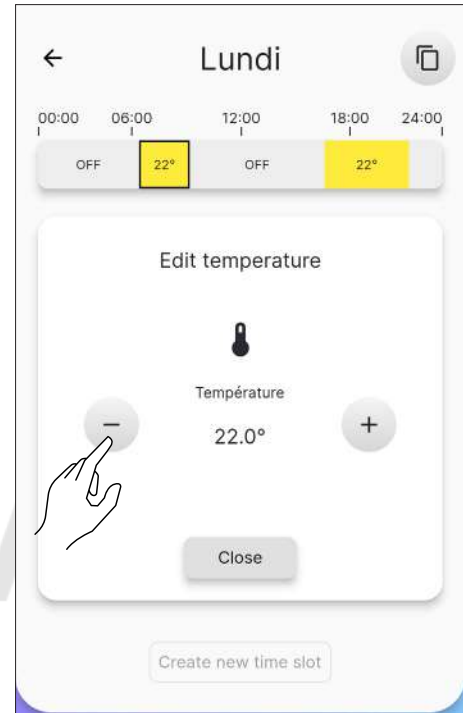 Lundi
00:00 06:00 12:00 18:00 24:00
OFF 22° OFF 22°
Edit temperature
Température
− 22.0° +
Close
Create new time slot